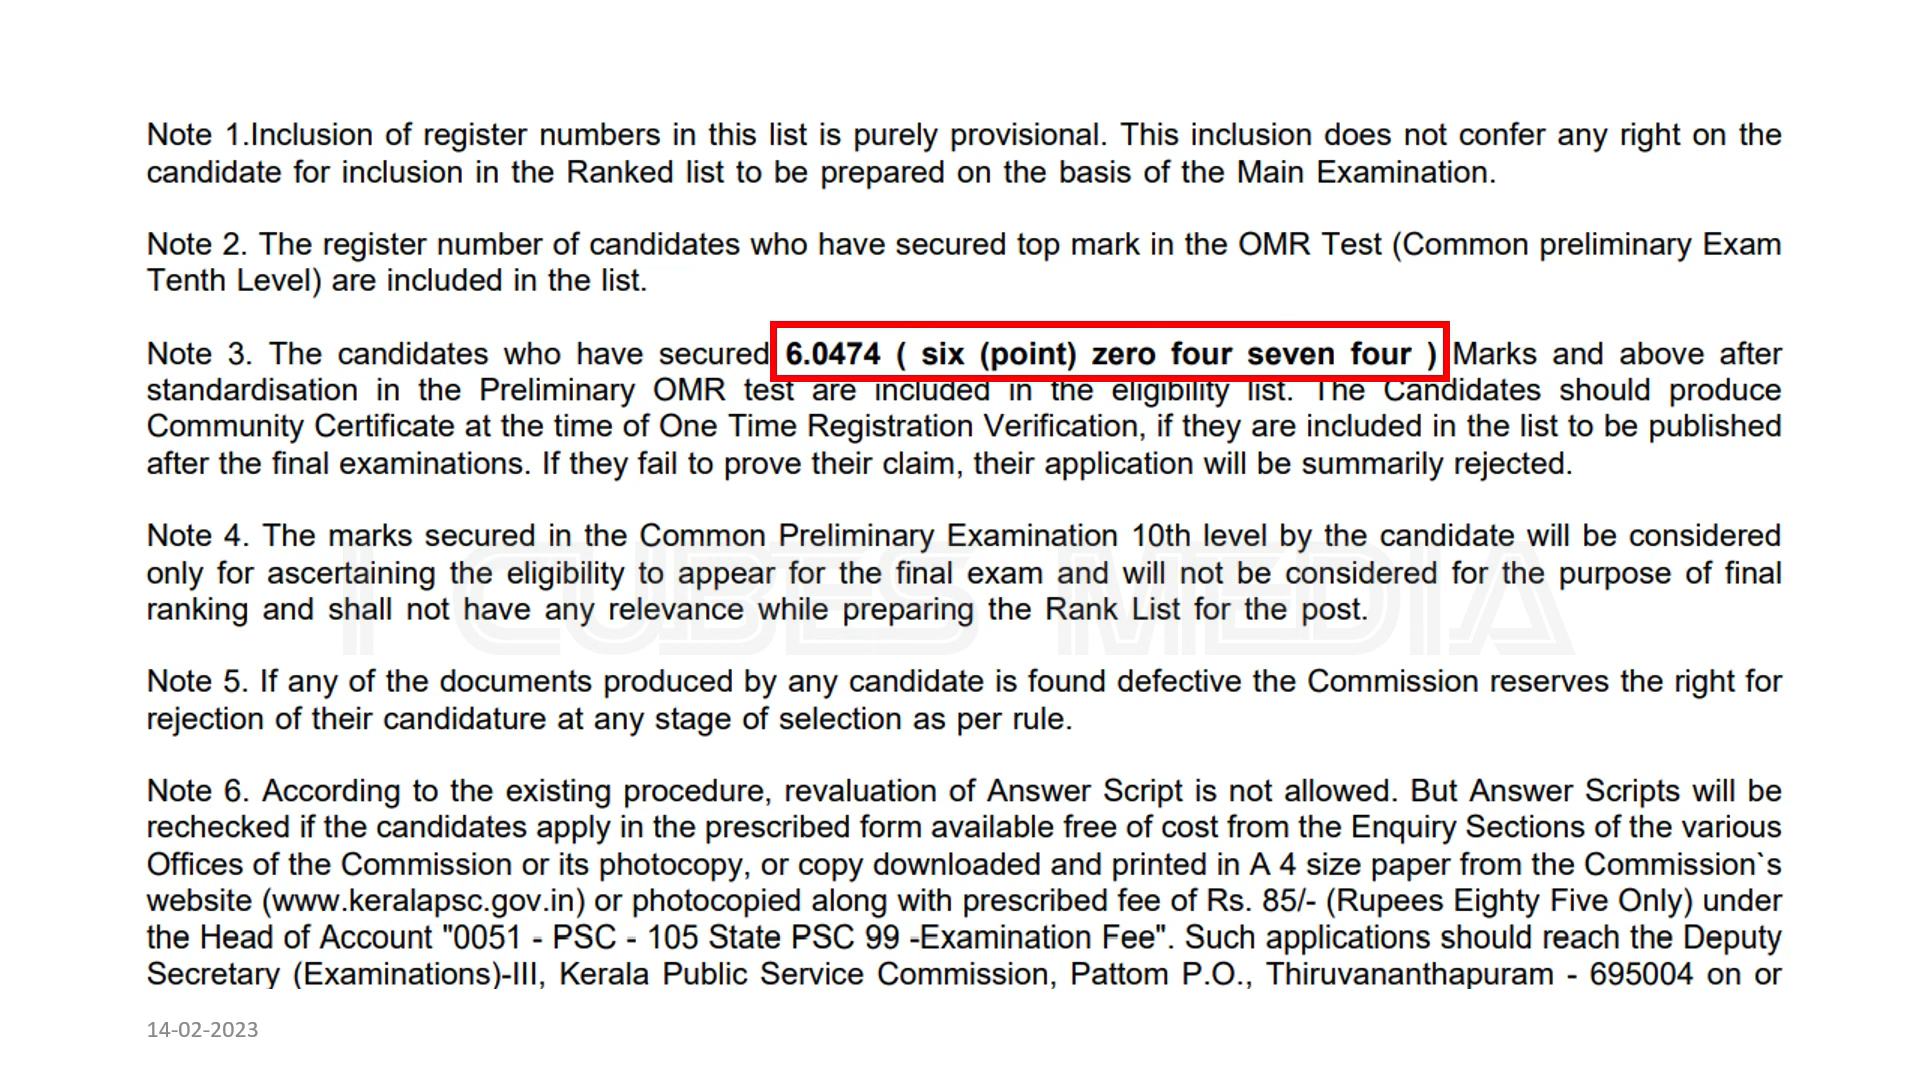 Note 1.Inclusion of register numbers in this list is purely provisional. This inclusion does not confer any right on the
candidate for inclusion in the Ranked list to be prepared on the basis of the Main Examination.
Note 2. The register number of candidates who have secured top mark in the OMR Test (Common preliminary Exam
Tenth Level) are included in the list.
Note 3. The candidates who have secured 6.0474 ( six (point) zero four seven four ) Marks and above after
standardisation in the Preliminary OMR test are included in the eligibility list. The Candidates should produce
Community Certificate at the time of One Time Registration Verification, if they are included in the list to be published
after the final examinations. If they fail to prove their claim, their application will be summarily rejected.
Note 4. The marks secured in the Common Preliminary Examination 10th level by the candidate will be considered
only for ascertaining the eligibility to appear for the final exam and will not be considered for the purpose of final
ranking and shall not have any relevance while preparing the Rank List for the post.
I CUBES MEDIA
Note 5. If any of the documents produced by any candidate is found defective the Commission reserves the right for
rejection of their candidature at any stage of selection as per rule.
Note 6. According to the existing procedure, revaluation of Answer Script is not allowed. But Answer Scripts will be
rechecked if the candidates apply in the prescribed form available free of cost from the Enquiry Sections of the various
Offices of the Commission or its photocopy, or copy downloaded and printed in A 4 size paper from the Commission`s
website (www.keralapsc.gov.in) or photocopied along with prescribed fee of Rs. 85/- (Rupees Eighty Five Only) under
the Head of Account "0051 - PSC - 105 State PSC 99 -Examination Fee". Such applications should reach the Deputy
Secretary (Examinations)-III, Kerala Public Service Commission, Pattom P.O., Thiruvananthapuram - 695004 on or
14-02-2023